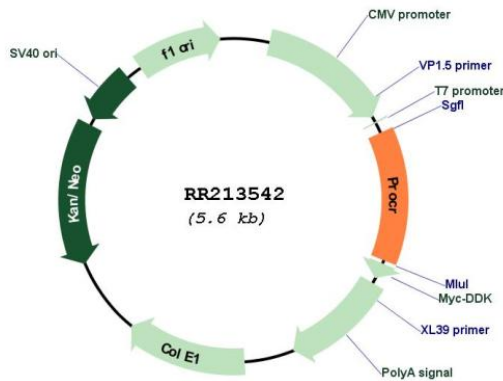 CMV promoter
VP1.5 primer
T7 promoter
SgfI
Procr
MluI
Myc-DDK
XL39 primer
PolyA signal
Col E1
Kan/Neo
SV40 ori
f1 ori
RR213542
(5.6 kb)